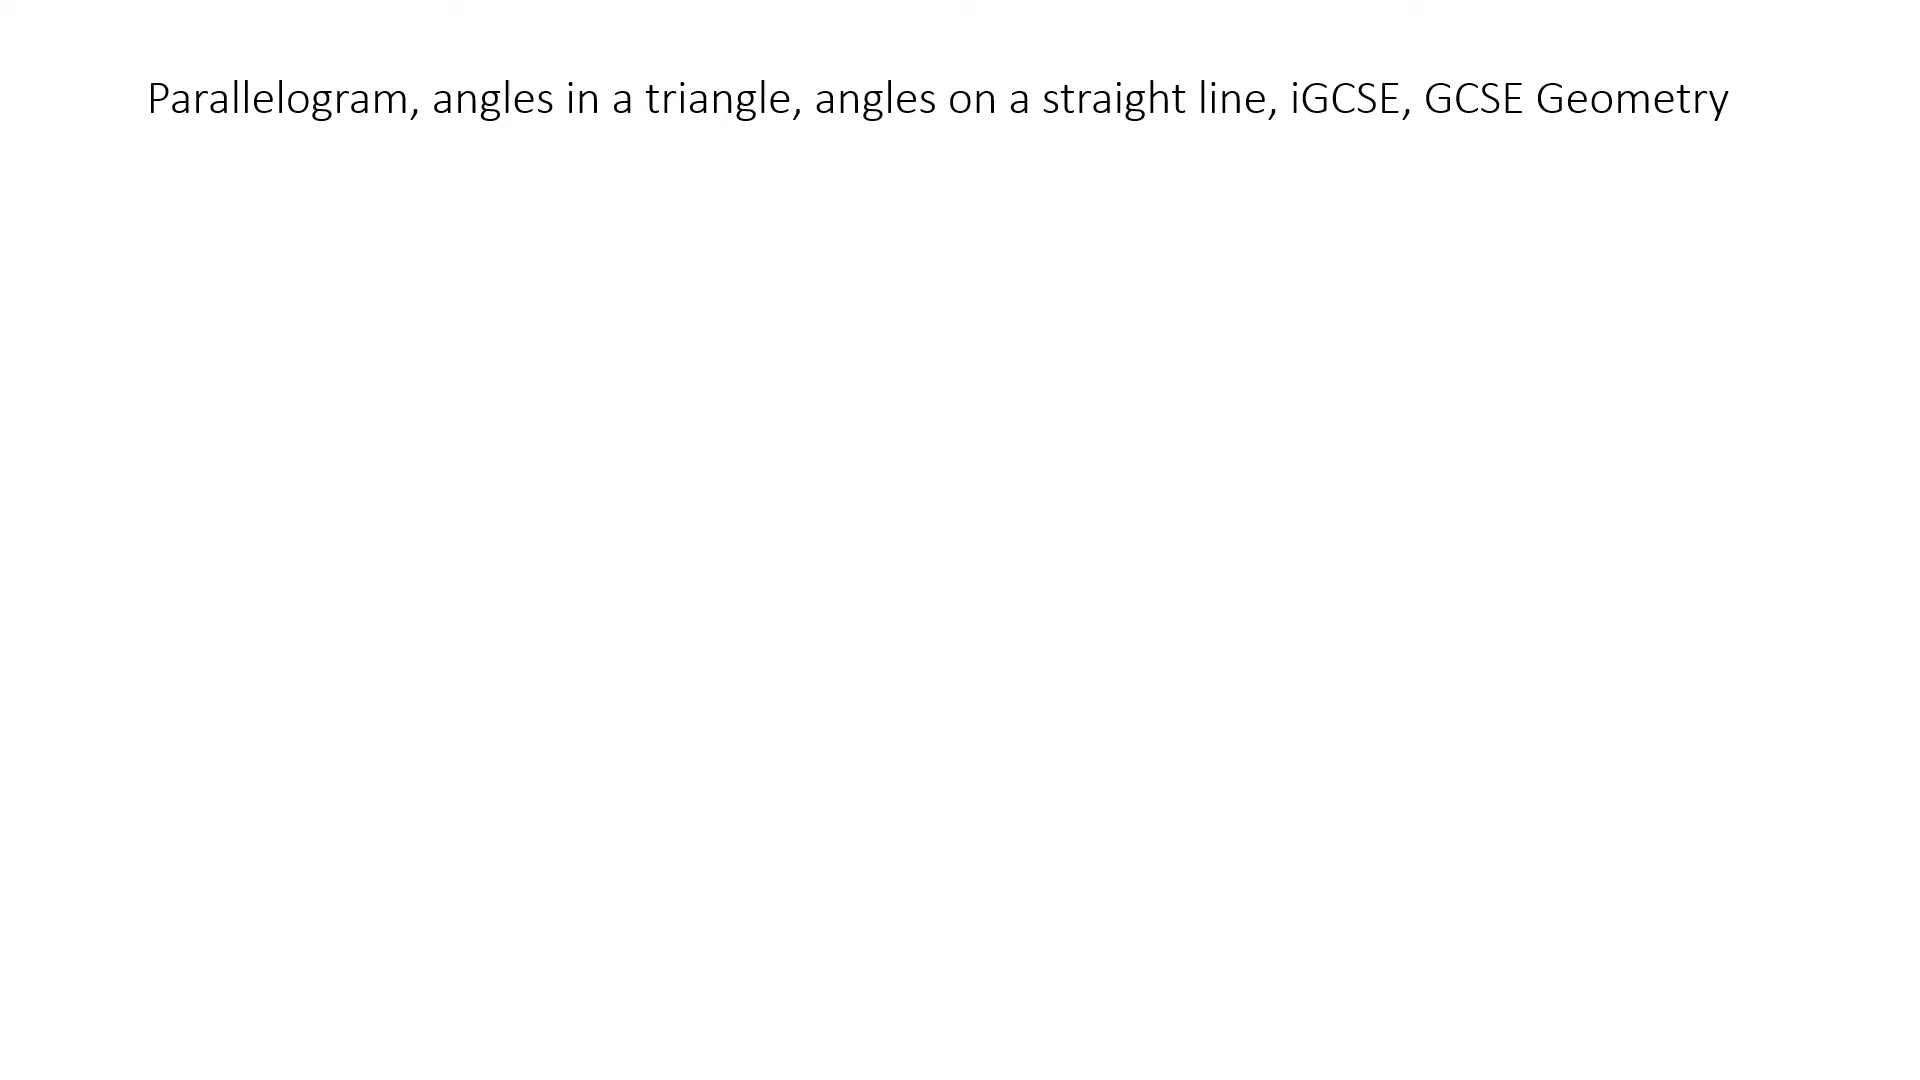 Parallelogram, angles in a triangle, angles on a straight line, iGCSE, GCSE Geometry